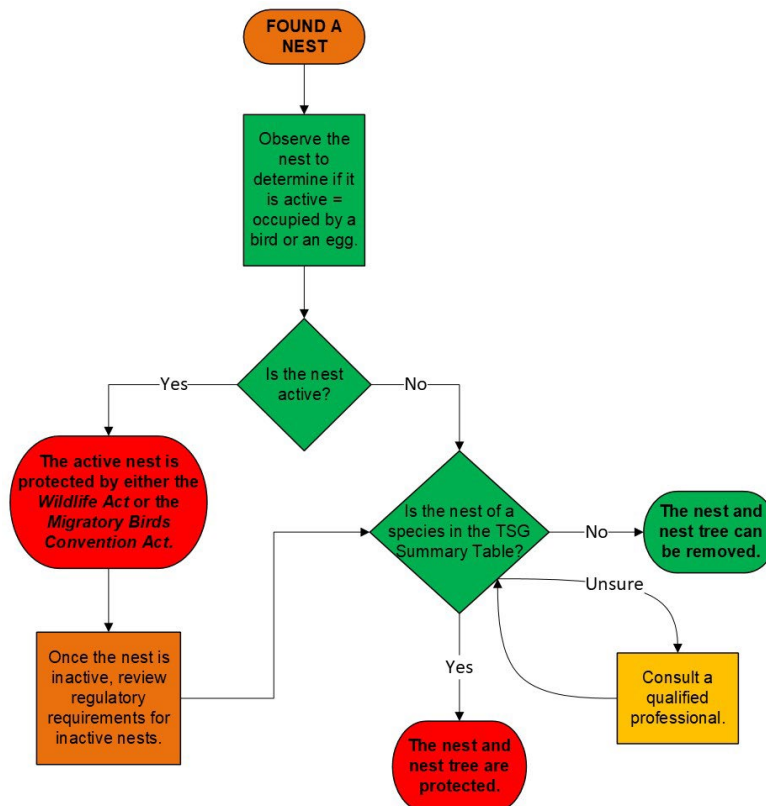 FOUND A
NEST
Observe the
nest to
determine if it
is active =
occupied by a
bird or an egg.
Is the nest
active?
Yes
No
The active nest is
protected by either the
Wildlife Act or the
Migratory Birds
Convention Act.
Once the nest is
inactive, review
regulatory
requirements for
inactive nests.
Is the nest of a
species in the TSG
Summary Table?
No
The nest and
nest tree can
be removed.
Unsure
Consult a
qualified
professional.
Yes
The nest and
nest tree are
protected.